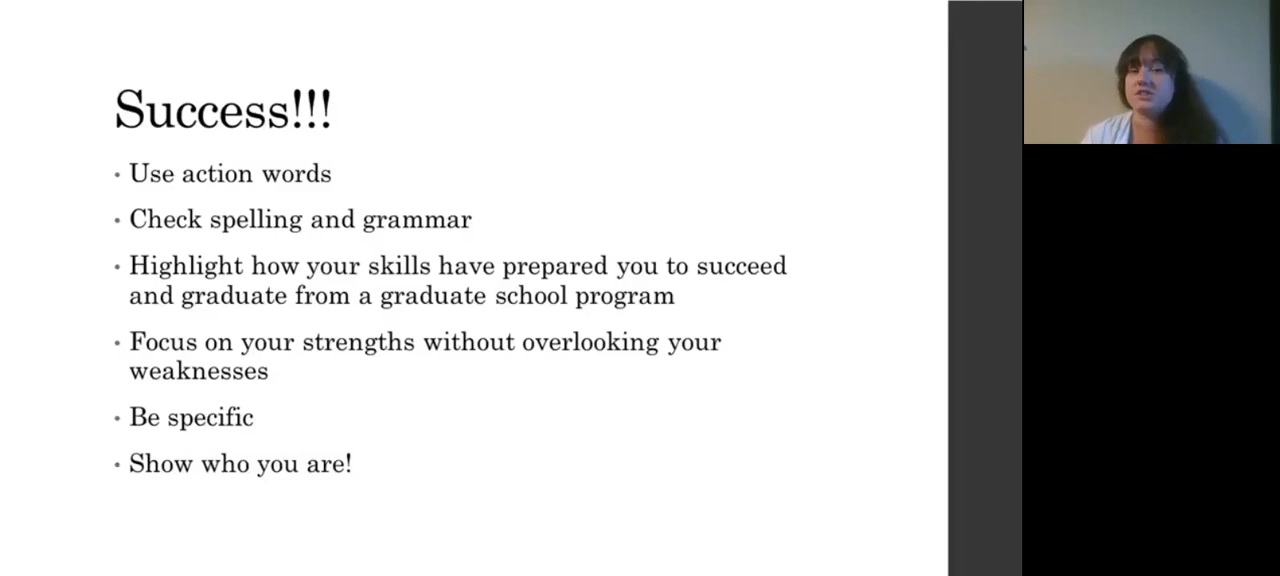 Success!!!
• Use action words
• Check spelling and grammar
• Highlight how your skills have prepared you to succeed
and graduate from a graduate school program
• Focus on your strengths without overlooking your
weaknesses
• Be specific
• Show who you are!